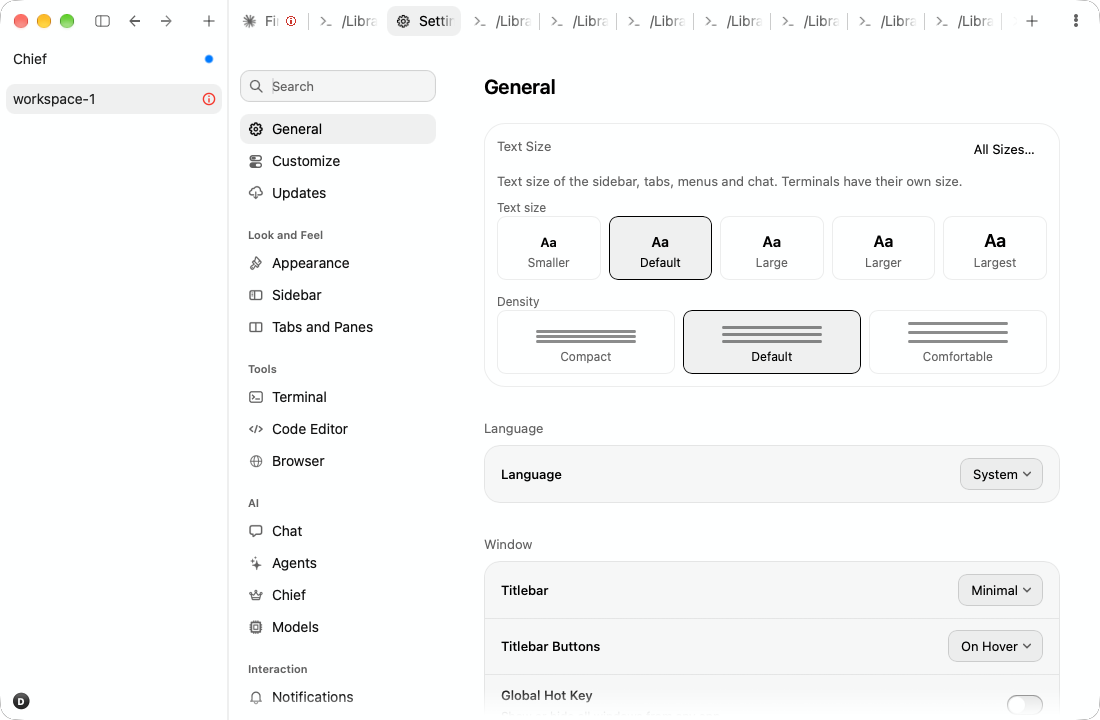 Chief
workspace-1
D
/Libra
Settir
/Libra
/Libra
/Libra
/Libra
/Libra
/Libra
/Libra
Search
General
Customize
Updates
Look and Feel
Appearance
Sidebar
Tabs and Panes
Tools
Terminal
Code Editor
Browser
AI
Chat
Agents
Chief
Models
Interaction
Notifications
General
Text Size
All Sizes...
Text size of the sidebar, tabs, menus and chat. Terminals have their own size.
Text size
Aa Aa Aa Aa Aa
Smaller Default Large Larger Largest
Density
Compact Default Comfortable
Language
Language System
Window
Titlebar Minimal
Titlebar Buttons On Hover
Global Hot Key